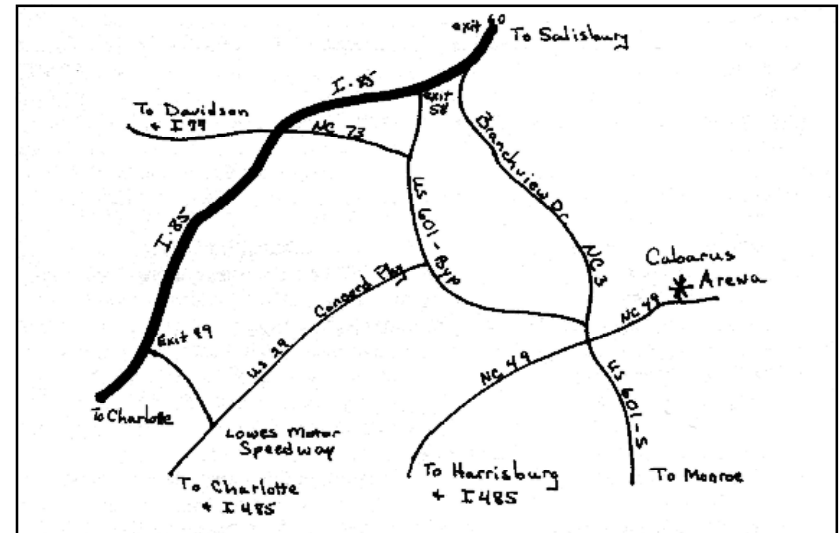 exit 60
To Salisbury
I-85
To Davidson
& I 77
NC 73
exit
58
Branchview Dr.
NC 3
I-85
US 601-Byp
Cabarus
Arena
Concord Pky
NC 49
Exit 49
US 29
NC 49
US 601-S
To Charlotte
Lowes Motor
Speedway
To Charlotte
& I 485
To Harrisburg
& I 485
To Monroe